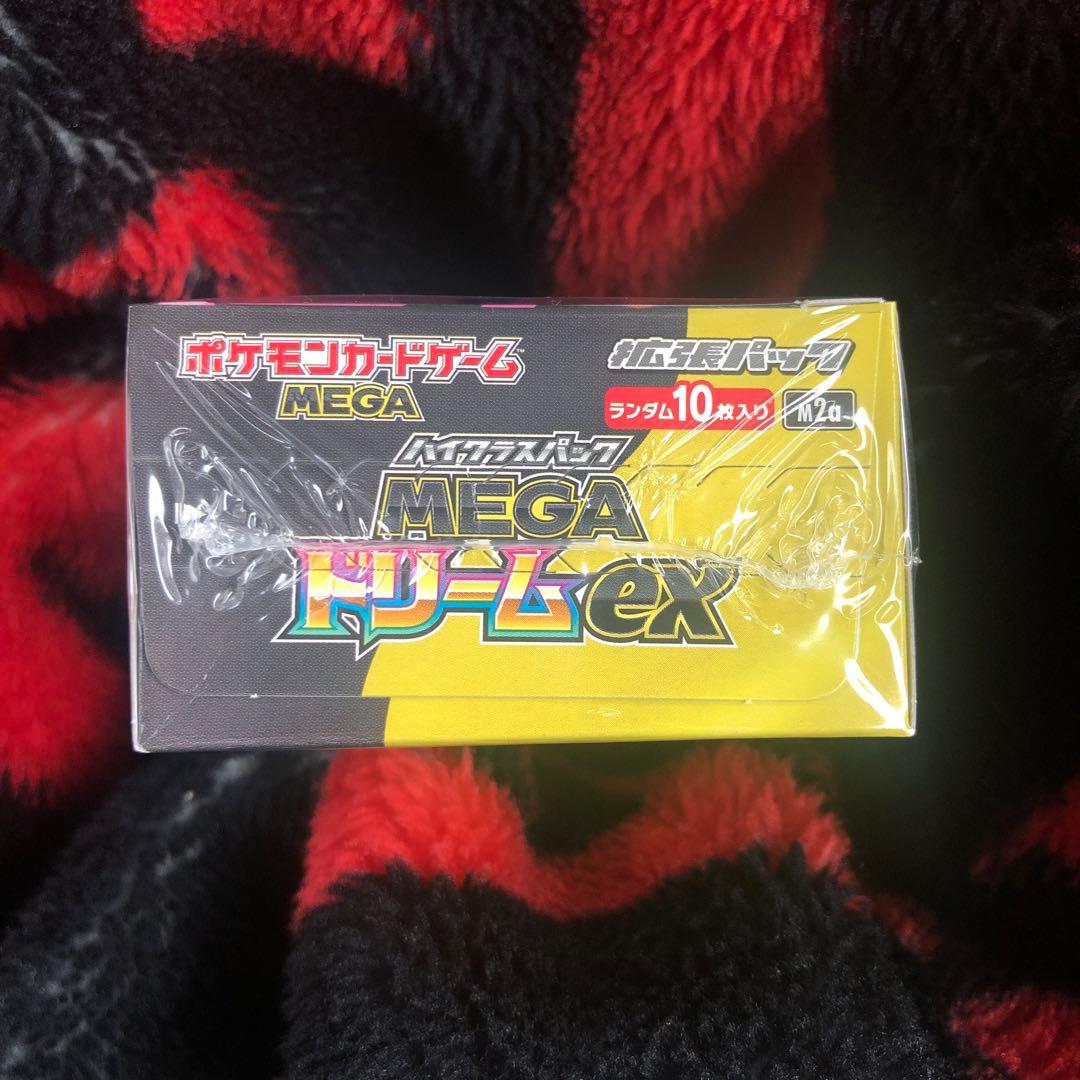 ポケモンカードゲーム™
MEGA
拡張パック
ランダム10枚入り M2a
ハイクラスパック
MEGA
ドリームex